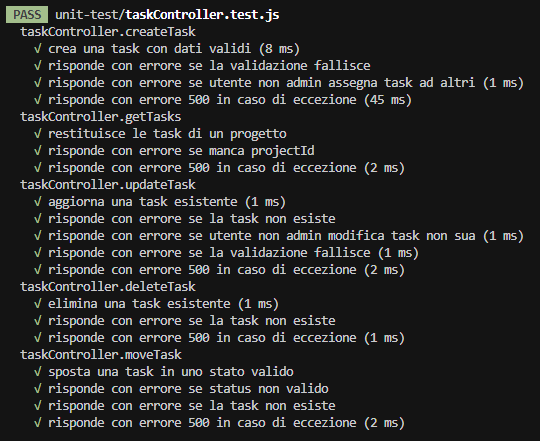 PASS unit-test/taskController.test.js
taskController.createTask
√ crea una task con dati validi (8 ms)
√ risponde con errore se la validazione fallisce
√ risponde con errore se utente non admin assegna task ad altri (1 ms)
√ risponde con errore 500 in caso di eccezione (45 ms)
taskController.getTasks
√ restituisce le task di un progetto
√ risponde con errore se manca projectId
√ risponde con errore 500 in caso di eccezione (2 ms)
taskController.updateTask
√ aggiorna una task esistente (1 ms)
√ risponde con errore se la task non esiste
√ risponde con errore se utente non admin modifica task non sua (1 ms)
√ risponde con errore se la validazione fallisce (1 ms)
√ risponde con errore 500 in caso di eccezione (2 ms)
taskController.deleteTask
√ elimina una task esistente (1 ms)
√ risponde con errore se la task non esiste
√ risponde con errore 500 in caso di eccezione (1 ms)
taskController.moveTask
√ sposta una task in uno stato valido
√ risponde con errore se status non valido
√ risponde con errore se la task non esiste
√ risponde con errore 500 in caso di eccezione (2 ms)